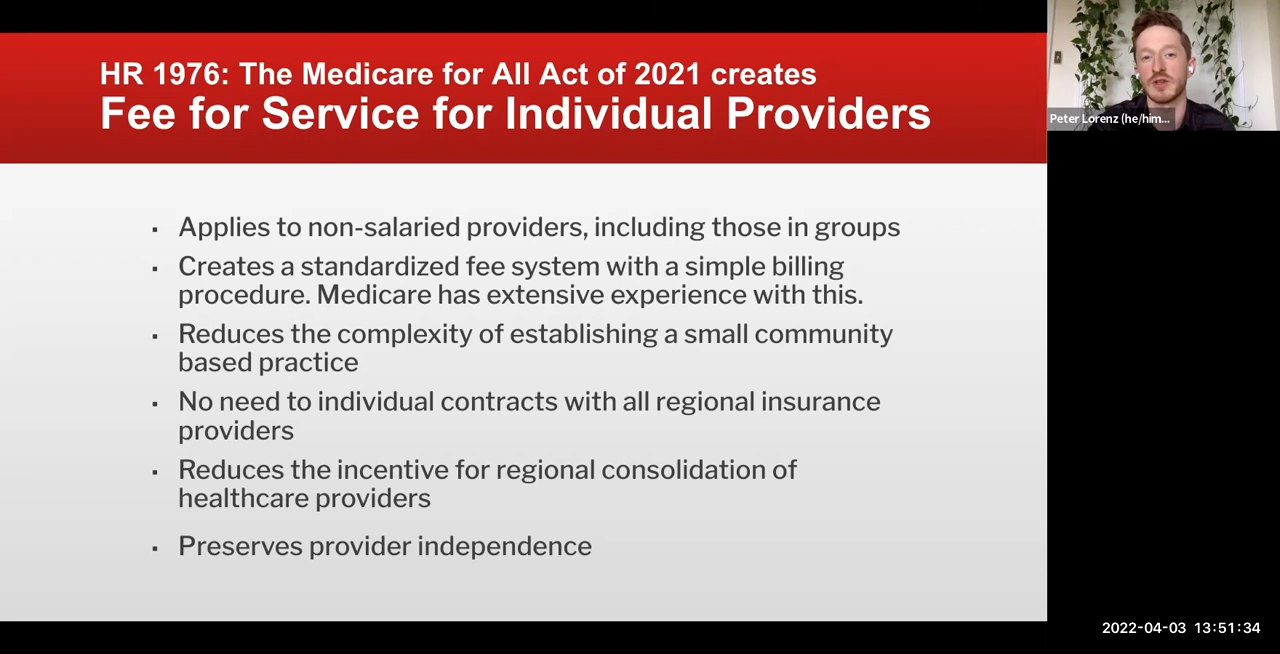 HR 1976: The Medicare for All Act of 2021 creates
Fee for Service for Individual Providers
Peter Lorenz (he/him...
▪ Applies to non-salaried providers, including those in groups
▪ Creates a standardized fee system with a simple billing
procedure. Medicare has extensive experience with this.
▪ Reduces the complexity of establishing a small community
based practice
▪ No need to individual contracts with all regional insurance
providers
▪ Reduces the incentive for regional consolidation of
healthcare providers
▪ Preserves provider independence
2022-04-03 13:51:34